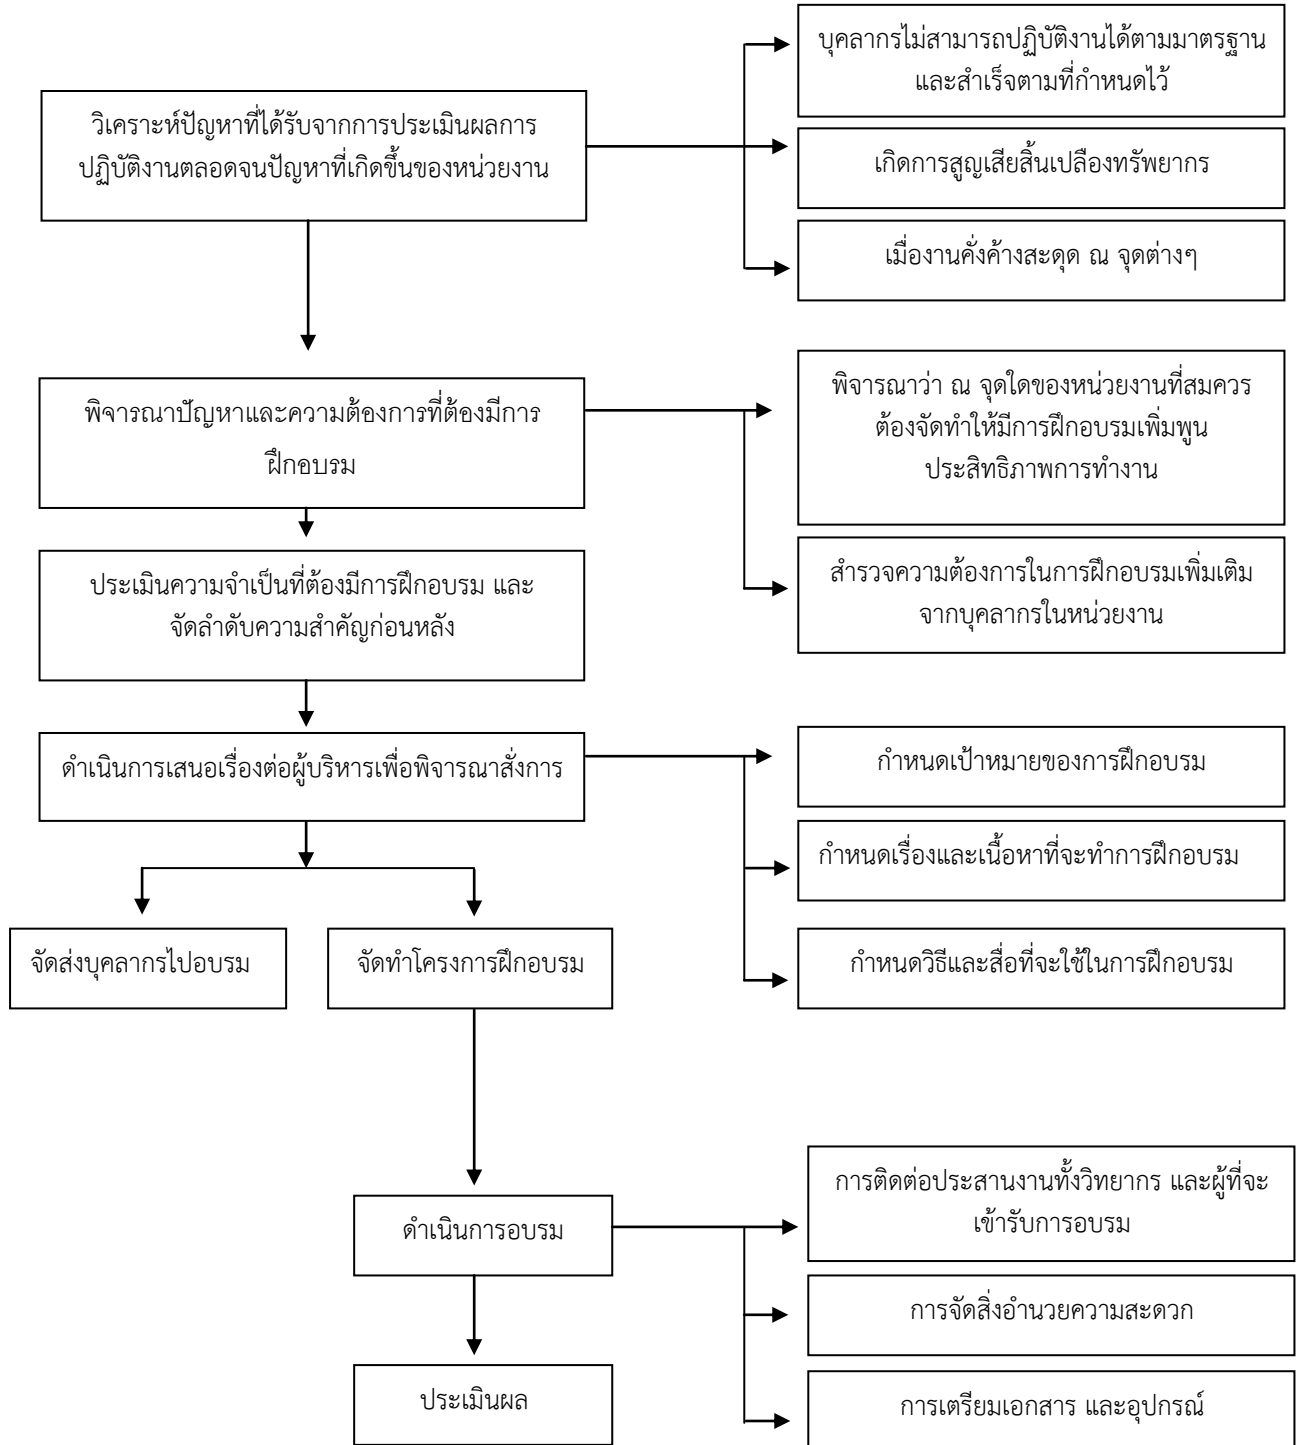 บุคลากรไม่สามารถปฏิบัติงานได้ตามมาตรฐาน
และสำเร็จตามที่กำหนดไว้
วิเคราะห์ปัญหาที่ได้รับจากการประเมินผลการ
ปฏิบัติงานตลอดจนปัญหาที่เกิดขึ้นของหน่วยงาน
เกิดการสูญเสียสิ้นเปลืองทรัพยากร
เมื่องานคั่งค้างสะดุด ณ จุดต่างๆ
พิจารณาปัญหาและความต้องการที่ต้องมีการ
ฝึกอบรม
พิจารณาว่า ณ จุดใดของหน่วยงานที่สมควร
ต้องจัดทำให้มีการฝึกอบรมเพิ่มพูน
ประสิทธิภาพการทำงาน
ประเมินความจำเป็นที่ต้องมีการฝึกอบรม และ
จัดลำดับความสำคัญก่อนหลัง
สำรวจความต้องการในการฝึกอบรมเพิ่มเติม
จากบุคลากรในหน่วยงาน
ดำเนินการเสนอเรื่องต่อผู้บริหารเพื่อพิจารณาสั่งการ
กำหนดเป้าหมายของการฝึกอบรม
กำหนดเรื่องและเนื้อหาที่จะทำการฝึกอบรม
จัดส่งบุคลากรไปอบรม
จัดทำโครงการฝึกอบรม
กำหนดวิธีและสื่อที่จะใช้ในการฝึกอบรม
การติดต่อประสานงานทั้งวิทยากร และผู้ที่จะ
เข้ารับการอบรม
ดำเนินการอบรม
การจัดสิ่งอำนวยความสะดวก
ประเมินผล
การเตรียมเอกสาร และอุปกรณ์